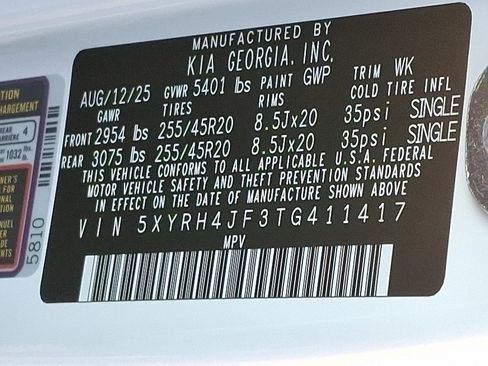 MANUFACTURED BY
KIA GEORGIA, INC.
AUG/12/25 GVWR 5401 lbs PAINT GWP TRIM WK
GAWR TIRES RIMS COLD TIRE INFL
FRONT 2954 lbs 255/45R20 8.5Jx20 35psi SINGLE
REAR 3075 lbs 255/45R20 8.5Jx20 35psi SINGLE
THIS VEHICLE CONFORMS TO ALL APPLICABLE U.S.A. FEDERAL
MOTOR VEHICLE SAFETY AND THEFT PREVENTION STANDARDS
IN EFFECT ON THE DATE OF MANUFACTURE SHOWN ABOVE
VIN 5XYRH4JF3TG411417
MPV
REAR
4
5810